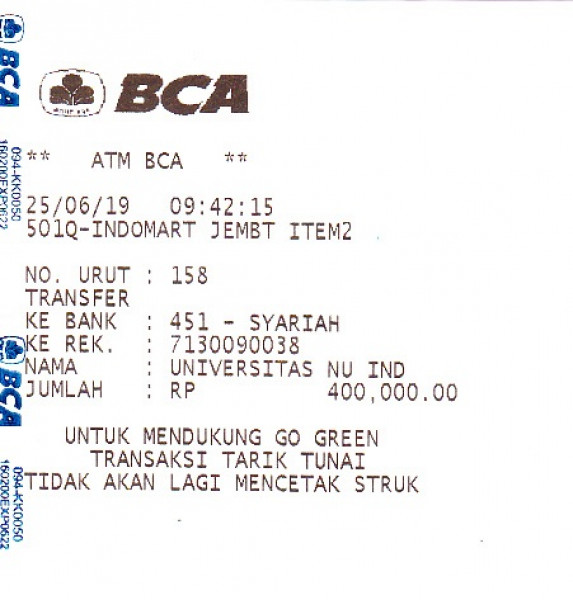 BCA
** ATM BCA **
25/06/19 09:42:15
501Q-INDOMART JEMBT ITEM2
NO. URUT : 158
TRANSFER
KE BANK : 451 - SYARIAH
KE REK. : 7130090038
NAMA : UNIVERSITAS NU IND
JUMLAH : RP 400,000.00
UNTUK MENDUKUNG GO GREEN
TRANSAKSI TARIK TUNAI
TIDAK AKAN LAGI MENCETAK STRUK
BCA
094-KK0050
160200EXP0622
BCA
094-KK0050
160200EXP0622